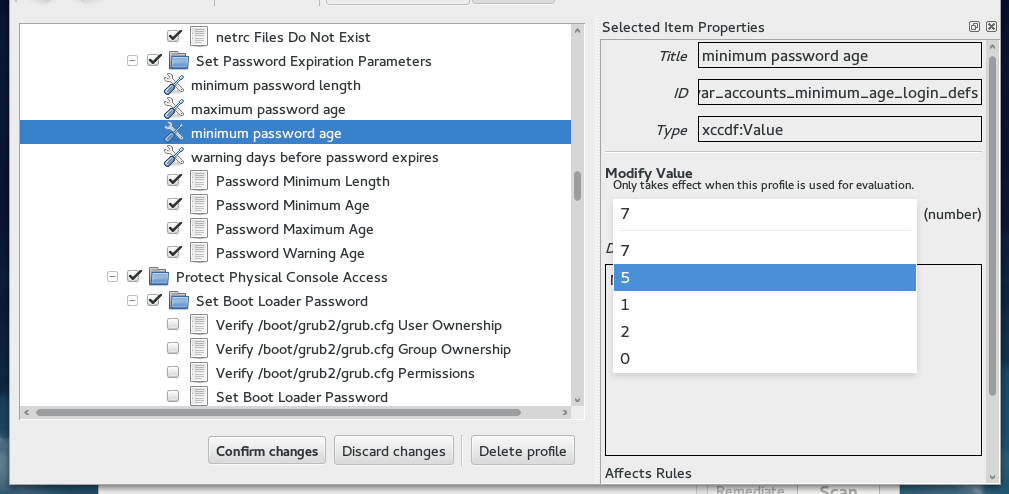 netrc Files Do Not Exist
Set Password Expiration Parameters
minimum password length
maximum password age
minimum password age
warning days before password expires
Password Minimum Length
Password Minimum Age
Password Maximum Age
Password Warning Age
Protect Physical Console Access
Set Boot Loader Password
Verify /boot/grub2/grub.cfg User Ownership
Verify /boot/grub2/grub.cfg Group Ownership
Verify /boot/grub2/grub.cfg Permissions
Set Boot Loader Password
Confirm changes
Discard changes
Delete profile
Selected Item Properties
Title minimum password age
ID var_accounts_minimum_age_login_defs
Type xccdf:Value
Modify Value
Only takes effect when this profile is used for evaluation.
7 (number)
7
5
1
2
0
Affects Rules
Remediate Scan